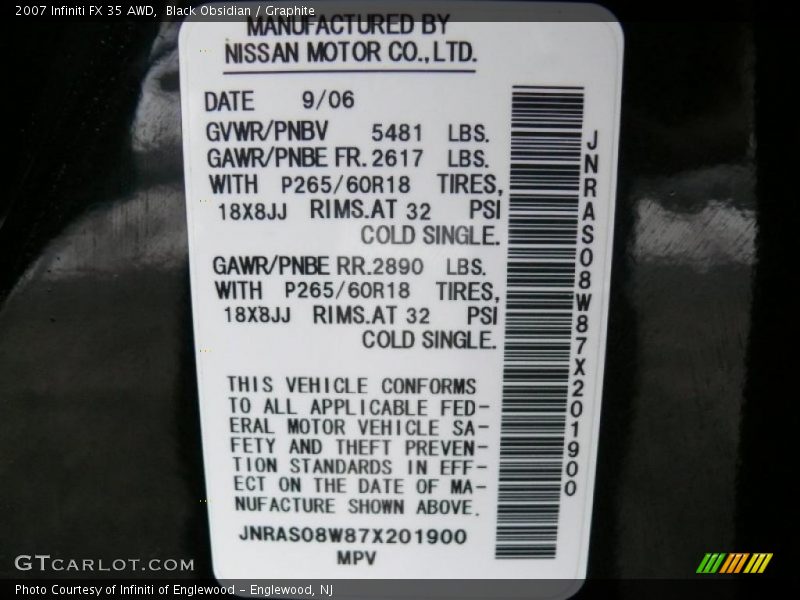 2007 Infiniti FX 35 AWD, Black Obsidian / Graphite
MANUFACTURED BY
NISSAN MOTOR CO., LTD.
DATE 9/06
GVWR/PNBV 5481 LBS.
GAWR/PNBE FR. 2617 LBS.
WITH P265/60R18 TIRES,
18X8JJ RIMS. AT 32 PSI
COLD SINGLE.
GAWR/PNBE RR. 2890 LBS.
WITH P265/60R18 TIRES,
18X8JJ RIMS. AT 32 PSI
COLD SINGLE.
THIS VEHICLE CONFORMS
TO ALL APPLICABLE FED-
ERAL MOTOR VEHICLE SA-
FETY AND THEFT PREVEN-
TION STANDARDS IN EFF-
ECT ON THE DATE OF MA-
NUFACTURE SHOWN ABOVE.
JNRAS08W87X201900
MPV
JNRAS08W87X201900
GTCARLOT.COM
Photo Courtesy of Infiniti of Englewood - Englewood, NJ